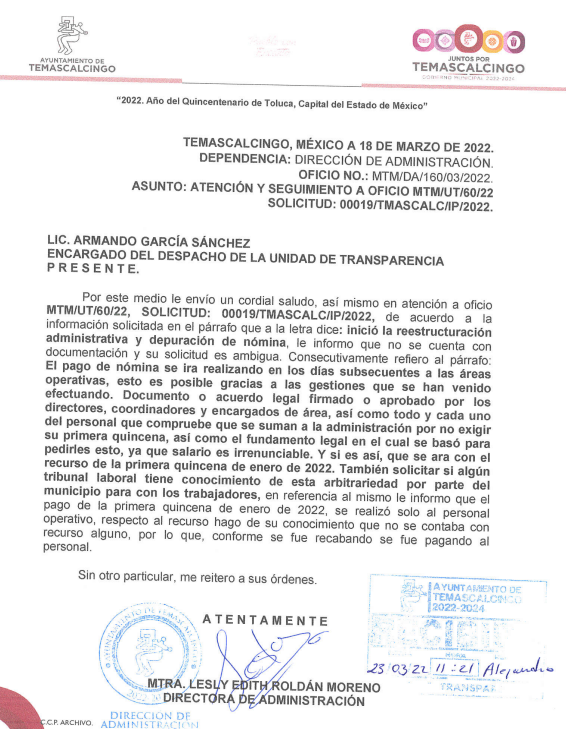 AYUNTAMIENTO DE
TEMASCALCINGO
JUNTOS POR
TEMASCALCINGO
GOBIERNO MUNICIPAL 2022-2024
“2022. Año del Quincentenario de Toluca, Capital del Estado de México”
TEMASCALCINGO, MÉXICO A 18 DE MARZO DE 2022.
DEPENDENCIA: DIRECCIÓN DE ADMINISTRACIÓN.
OFICIO NO.: MTM/DA/160/03/2022.
ASUNTO: ATENCIÓN Y SEGUIMIENTO A OFICIO MTM/UT/60/22
SOLICITUD: 00019/TMASCALC/IP/2022.
LIC. ARMANDO GARCÍA SÁNCHEZ
ENCARGADO DEL DESPACHO DE LA UNIDAD DE TRANSPARENCIA
P R E S E N T E.
Por este medio le envío un cordial saludo, así mismo en atención a oficio
MTM/UT/60/22, SOLICITUD: 00019/TMASCALC/IP/2022, de acuerdo a la
información solicitada en el párrafo que a la letra dice: inició la reestructuración
administrativa y depuración de nómina, le informo que no se cuenta con
documentación y su solicitud es ambigua. Consecutivamente refiero al párrafo:
El pago de nómina se ira realizando en los días subsecuentes a las áreas
operativas, esto es posible gracias a las gestiones que se han venido
efectuando. Documento o acuerdo legal firmado o aprobado por los
directores, coordinadores y encargados de área, así como todo y cada uno
del personal que compruebe que se suman a la administración por no exigir
su primera quincena, así como el fundamento legal en el cual se basó para
pedirles esto, ya que salario es irrenunciable. Y si es así, que se ara con el
recurso de la primera quincena de enero de 2022. También solicitar si algún
tribunal laboral tiene conocimiento de esta arbitrariedad por parte del
municipio para con los trabajadores, en referencia al mismo le informo que el
pago de la primera quincena de enero de 2022, se realizó solo al personal
operativo, respecto al recurso hago de su conocimiento que no se contaba con
recurso alguno, por lo que, conforme se fue recabando se fue pagando al
personal.
Sin otro particular, me reitero a sus órdenes.
AYUNTAMIENTO DE
TEMASCALCINGO
2022-2024
A T E N T A M E N T E
23/03/22 11:21 Alejandro
TRANSPAR
MTRA. LESLY EDITH ROLDÁN MORENO
DIRECTORA DE ADMINISTRACIÓN
DIRECCION DE
ADMINISTRACIÓN
C.C.P. ARCHIVO.